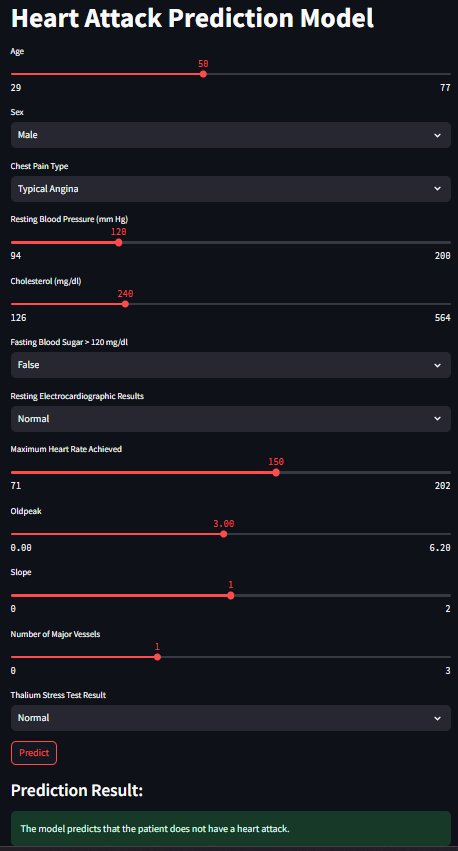 Heart Attack Prediction Model
Age
50
29 77
Sex
Male
Chest Pain Type
Typical Angina
Resting Blood Pressure (mm Hg)
120
94 200
Cholesterol (mg/dl)
240
126 564
Fasting Blood Sugar > 120 mg/dl
False
Resting Electrocardiographic Results
Normal
Maximum Heart Rate Achieved
150
71 202
Oldpeak
3.00
0.00 6.20
Slope
1
0 2
Number of Major Vessels
1
0 3
Thalium Stress Test Result
Normal
Predict
Prediction Result:
The model predicts that the patient does not have a heart attack.